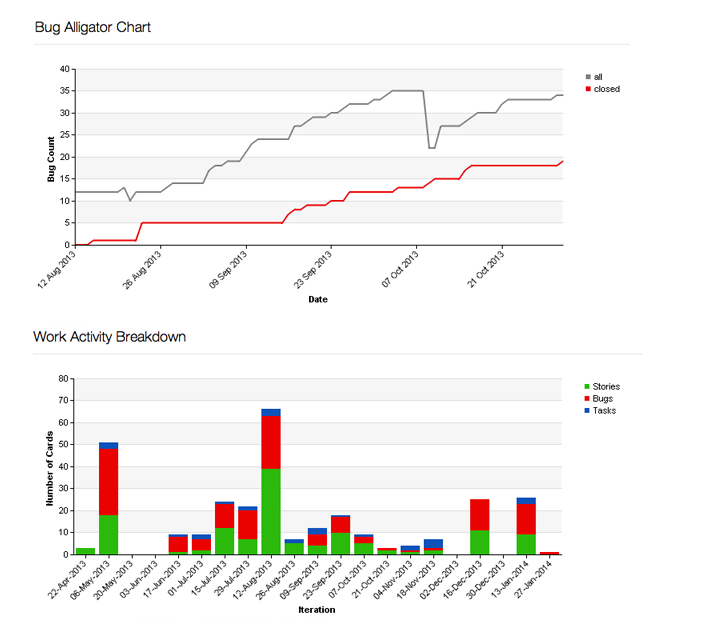 Bug Alligator Chart
40
35
30
25
20
15
10
5
0
Bug Count
12 Aug 2013
26 Aug 2013
09 Sep 2013
23 Sep 2013
07 Oct 2013
21 Oct 2013
Date
all
closed
Work Activity Breakdown
80
70
60
50
40
30
20
10
0
Number of Cards
22-Apr-2013
06-May-2013
20-May-2013
03-Jun-2013
17-Jun-2013
01-Jul-2013
15-Jul-2013
29-Jul-2013
12-Aug-2013
26-Aug-2013
09-Sep-2013
23-Sep-2013
07-Oct-2013
21-Oct-2013
04-Nov-2013
18-Nov-2013
02-Dec-2013
16-Dec-2013
30-Dec-2013
13-Jan-2014
27-Jan-2014
Iteration
Stories
Bugs
Tasks